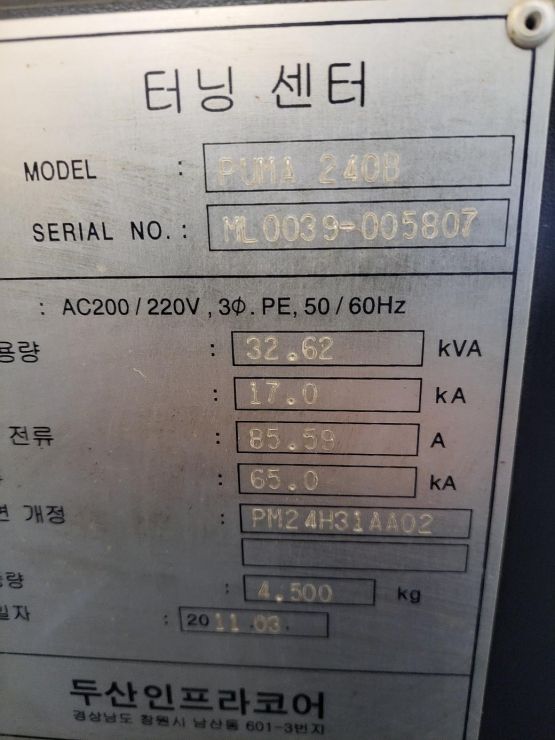 터닝 센터
MODEL : PUMA 240B
SERIAL NO. : ML0039-005807
: AC200 / 220V , 3Φ. PE, 50 / 60Hz
용량 : 32.62 kVA
: 17.0 kA
전류 : 85.59 A
: 65.0 kA
개정 : PM24H31AA02
: 4.500 kg
일자 : 2011.03.
두산인프라코어
경상남도 창원시 남산동 601-3번지